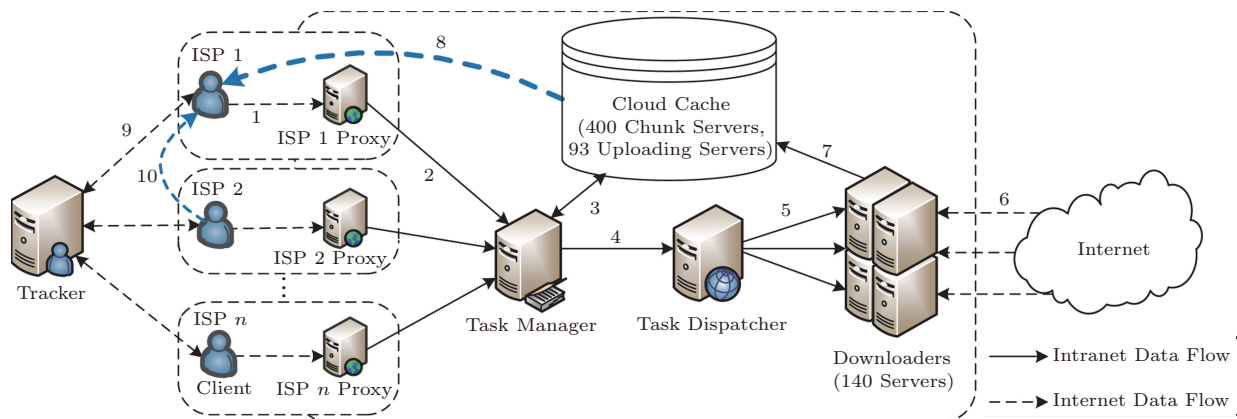 ISP 1
8
9
1
ISP 1 Proxy
Cloud Cache
(400 Chunk Servers,
93 Uploading Servers)
7
2
10
ISP 2
ISP 2 Proxy
3
4
5
6
Internet
Tracker
Task Manager
Task Dispatcher
ISP n
Client
ISP n Proxy
Downloaders
(140 Servers)
Intranet Data Flow
Internet Data Flow